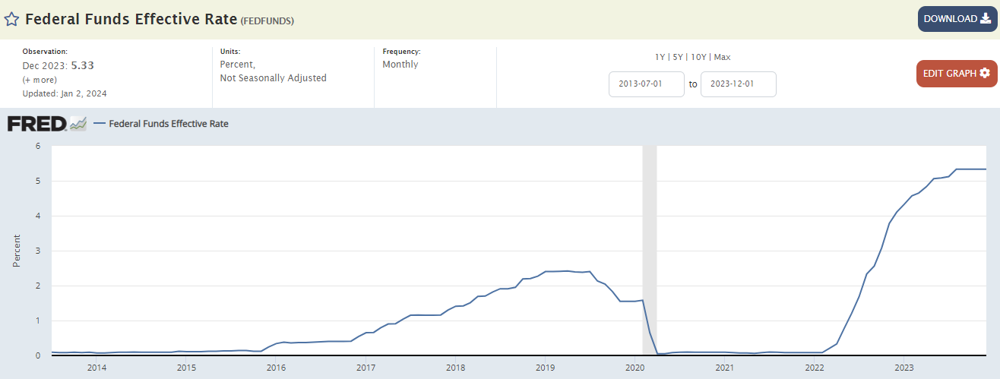 Federal Funds Effective Rate (FEDFUNDS)
DOWNLOAD
Observation:
Dec 2023: 5.33
(+ more)
Updated: Jan 2, 2024
Units:
Percent,
Not Seasonally Adjusted
Frequency:
Monthly
1Y | 5Y | 10Y | Max
2013-07-01 to 2023-12-01
EDIT GRAPH
FRED
Federal Funds Effective Rate
Percent
6
5
4
3
2
1
0
2014 2015 2016 2017 2018 2019 2020 2021 2022 2023